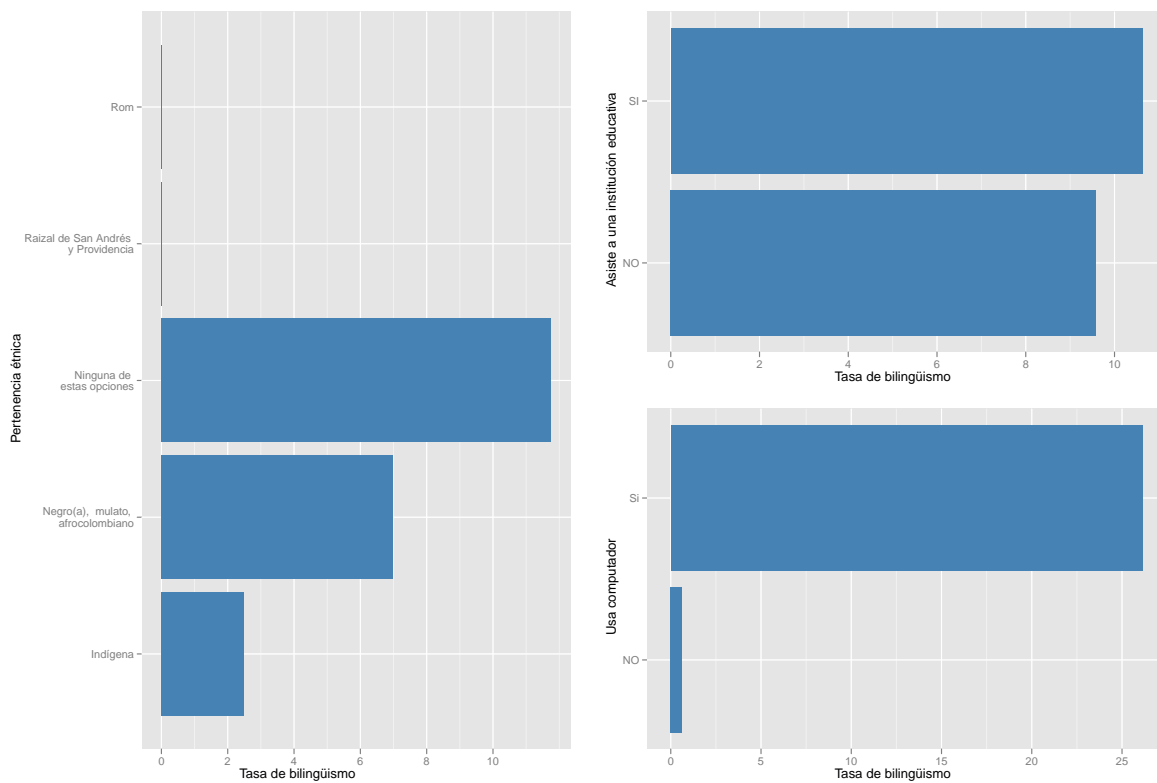 Pertenencia étnica
Rom
Raizal de San Andrés
y Providencia
Ninguna de
estas opciones
Negro(a), mulato,
afrocolombiano
Indígena
0 2 4 6 8 10
Tasa de bilingüismo
Asiste a una institución educativa
SI
NO
0 2 4 6 8 10
Tasa de bilingüismo
Usa computador
Si
NO
0 5 10 15 20 25
Tasa de bilingüismo